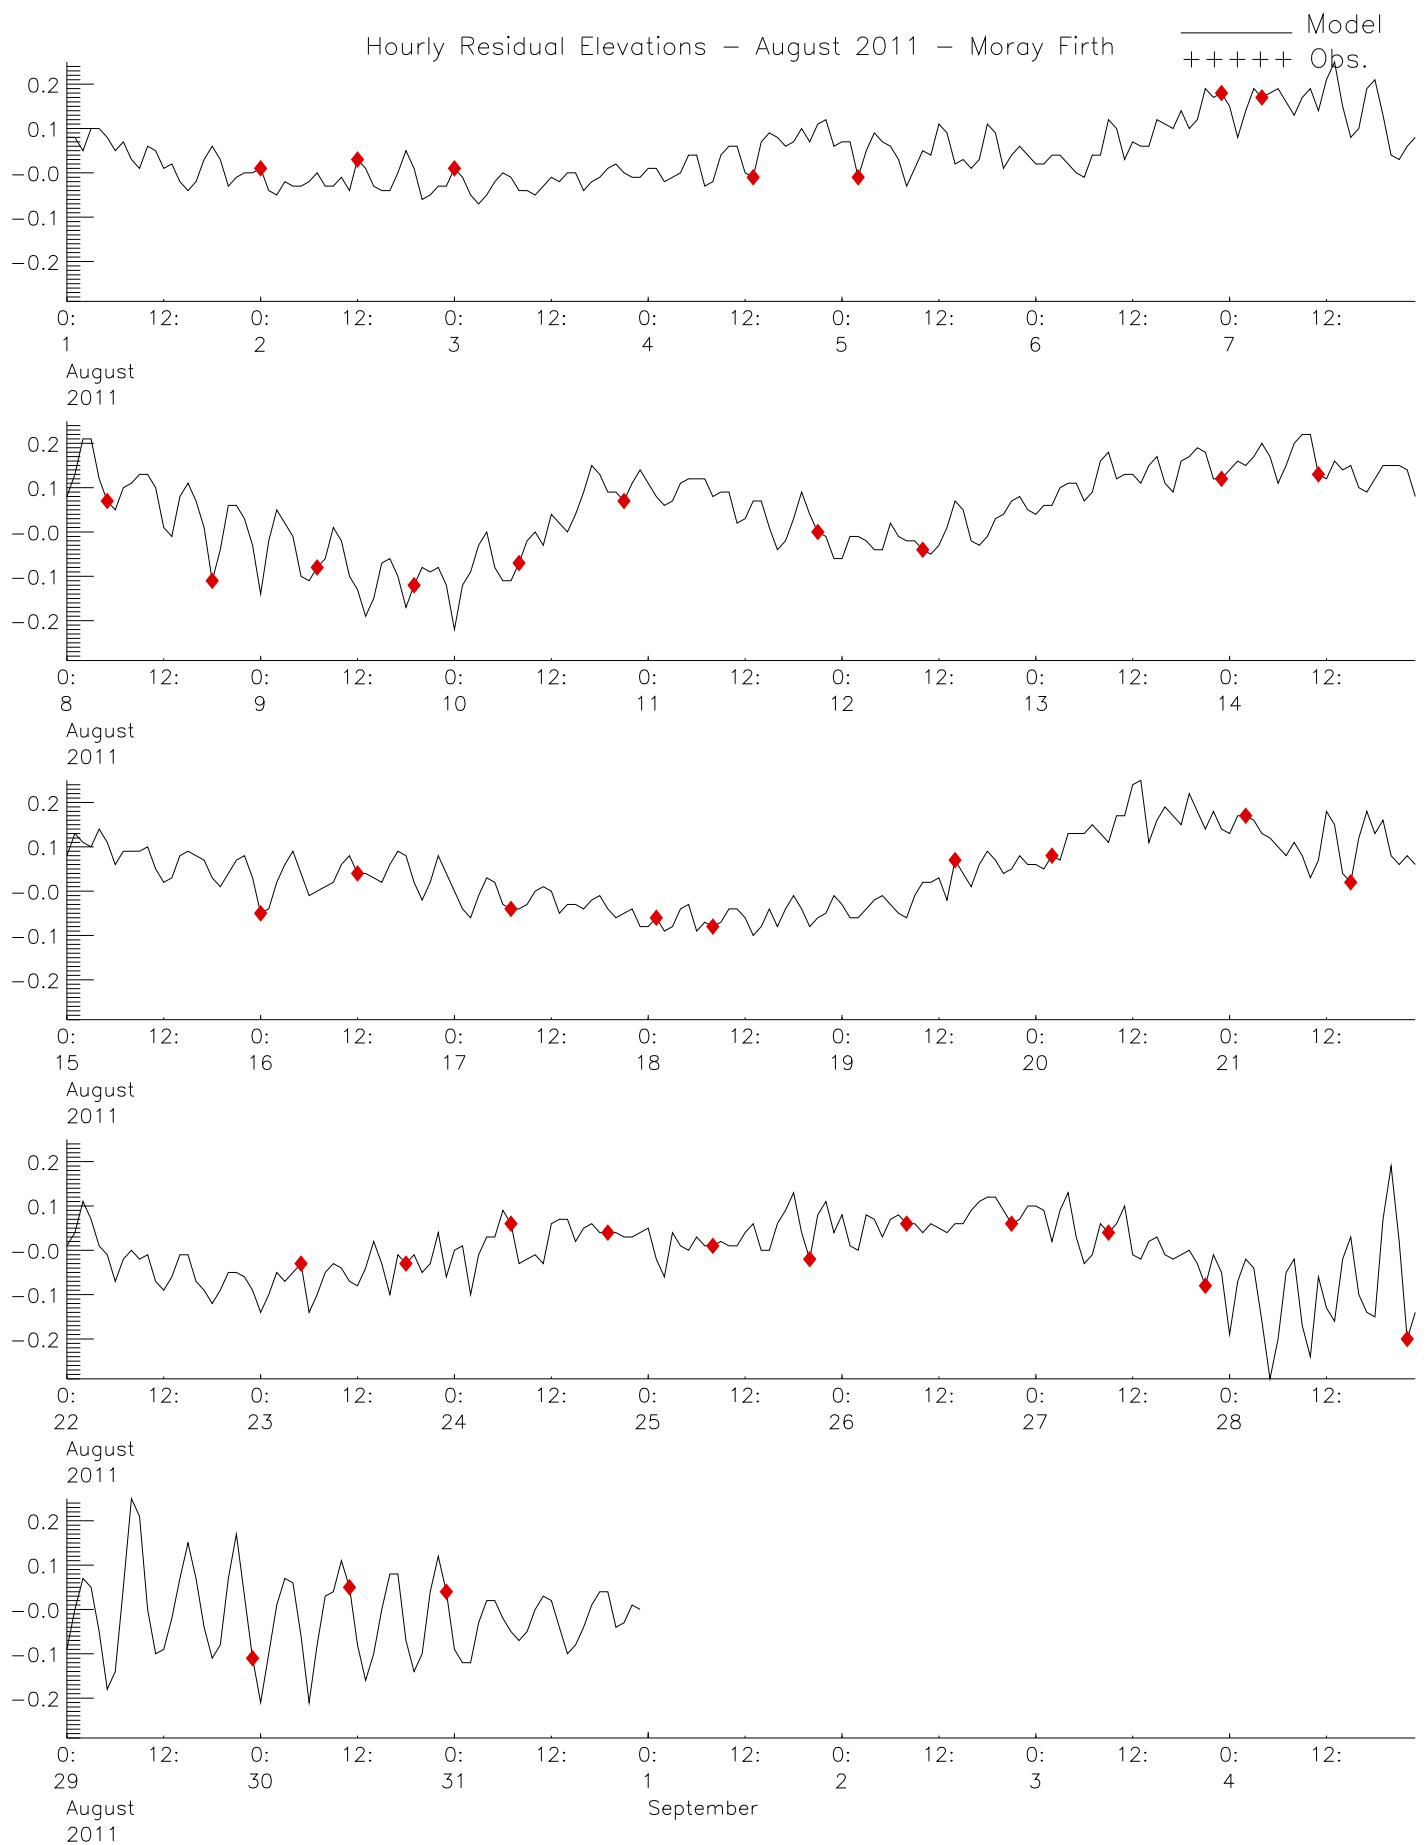 Hourly Residual Elevations – August 2011 – Moray Firth
Model
+++++ Obs.
0.2
0.1
−0.0
−0.1
−0.2
0: 12: 0: 12: 0: 12: 0: 12: 0: 12: 0: 12: 0: 12:
1 2 3 4 5 6 7
August
2011
0.2
0.1
−0.0
−0.1
−0.2
0: 12: 0: 12: 0: 12: 0: 12: 0: 12: 0: 12: 0: 12:
8 9 10 11 12 13 14
August
2011
0.2
0.1
−0.0
−0.1
−0.2
0: 12: 0: 12: 0: 12: 0: 12: 0: 12: 0: 12: 0: 12:
15 16 17 18 19 20 21
August
2011
0.2
0.1
−0.0
−0.1
−0.2
0: 12: 0: 12: 0: 12: 0: 12: 0: 12: 0: 12: 0: 12:
22 23 24 25 26 27 28
August
2011
0.2
0.1
−0.0
−0.1
−0.2
0: 12: 0: 12: 0: 12: 0: 12: 0: 12: 0: 12: 0: 12:
29 30 31 1 2 3 4
August September
2011